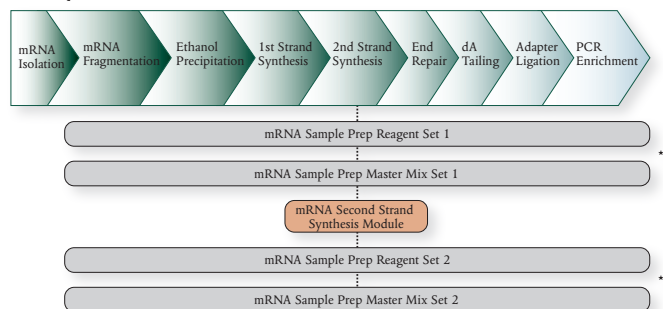 mRNA
Isolation
mRNA
Fragmentation
Ethanol
Precipitation
1st Strand
Synthesis
2nd Strand
Synthesis
End
Repair
dA
Tailing
Adapter
Ligation
PCR
Enrichment
mRNA Sample Prep Reagent Set 1
*
mRNA Sample Prep Master Mix Set 1
mRNA Second Strand
Synthesis Module
mRNA Sample Prep Reagent Set 2
*
mRNA Sample Prep Master Mix Set 2